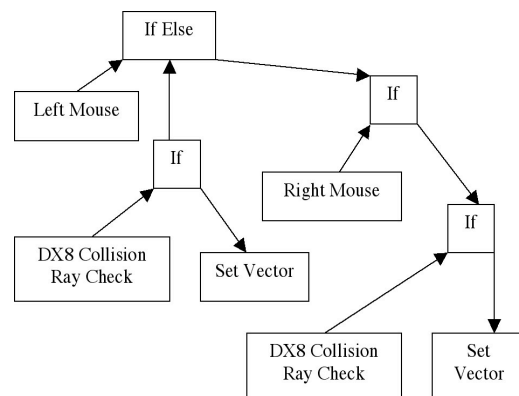 If Else
Left Mouse
If
If
Right Mouse
If
DX8 Collision
Ray Check
Set Vector
DX8 Collision
Ray Check
Set
Vector